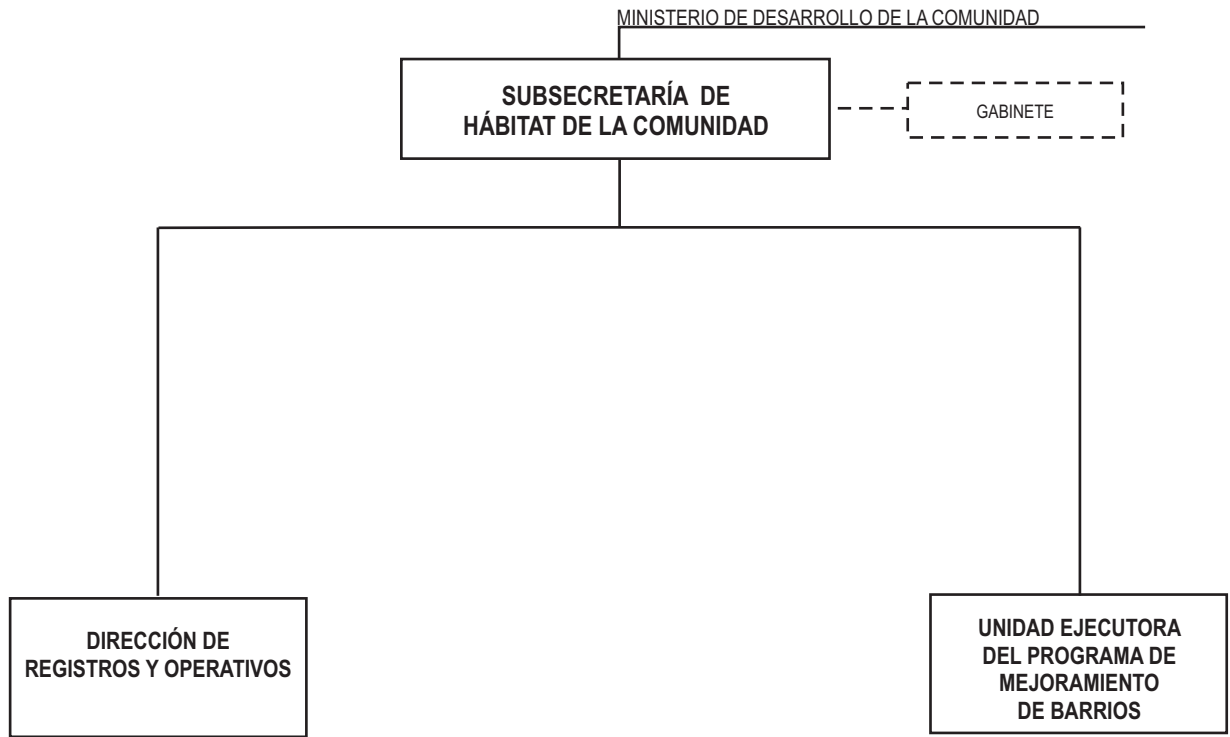 MINISTERIO DE DESARROLLO DE LA COMUNIDAD
SUBSECRETARÍA DE
HÁBITAT DE LA COMUNIDAD
GABINETE
DIRECCIÓN DE
REGISTROS Y OPERATIVOS
UNIDAD EJECUTORA
DEL PROGRAMA DE
MEJORAMIENTO
DE BARRIOS